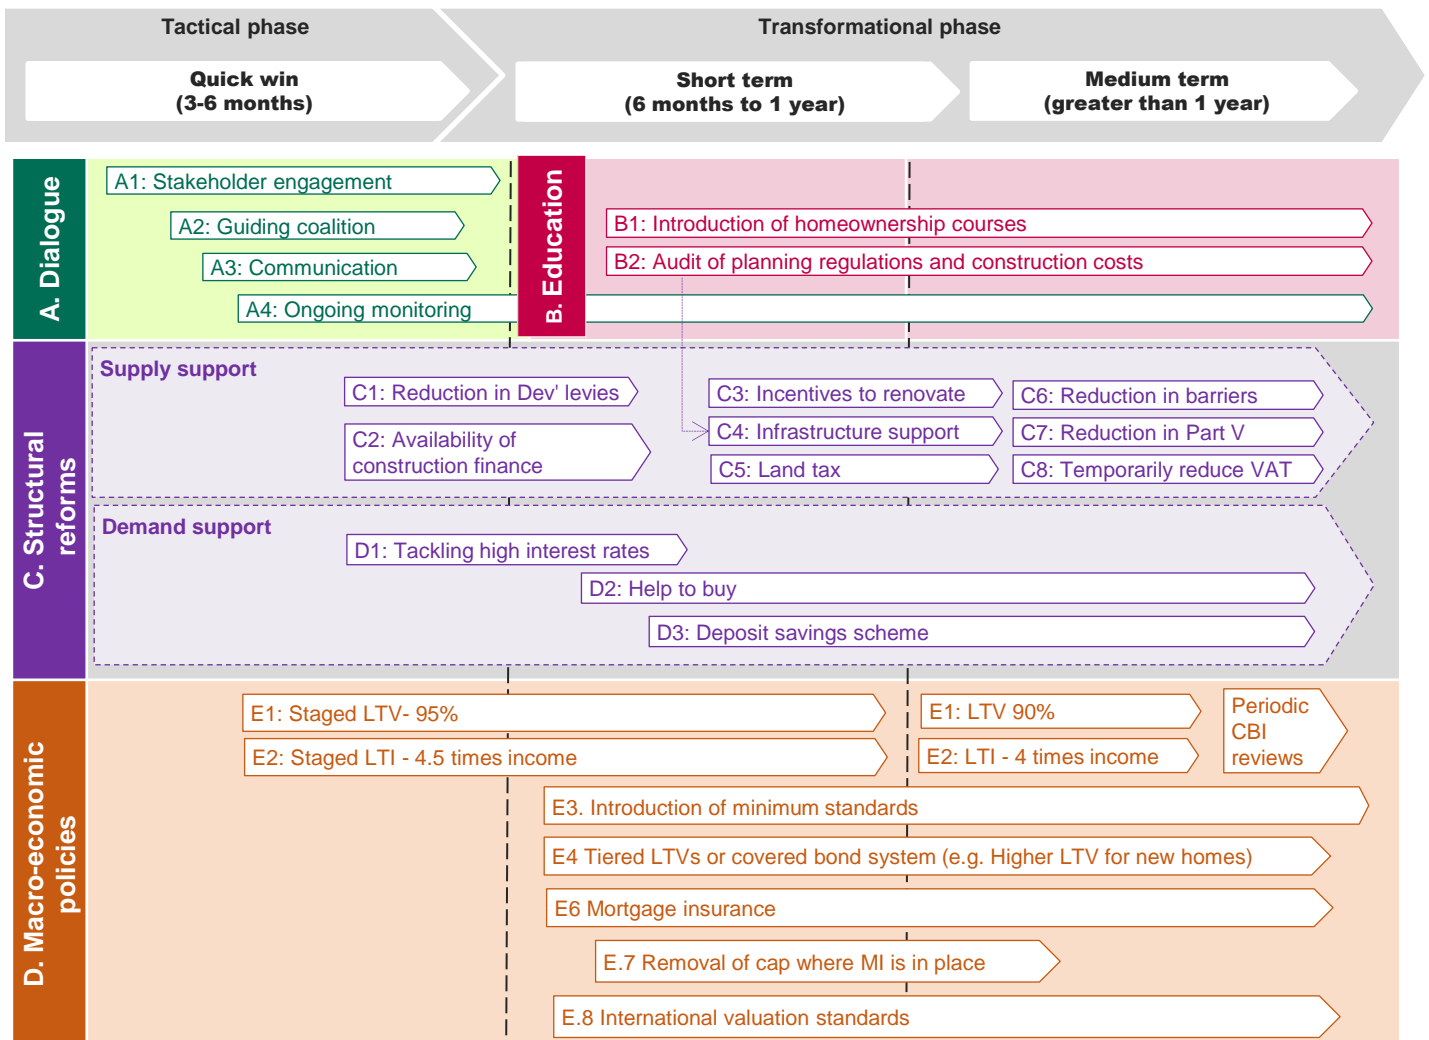 Tactical phase
Transformational phase
Quick win
(3-6 months)
Short term
(6 months to 1 year)
Medium term
(greater than 1 year)
A. Dialogue
A1: Stakeholder engagement
A2: Guiding coalition
A3: Communication
A4: Ongoing monitoring
B. Education
B1: Introduction of homeownership courses
B2: Audit of planning regulations and construction costs
C. Structural
reforms
Supply support
C1: Reduction in Dev' levies
C2: Availability of
construction finance
C3: Incentives to renovate
C4: Infrastructure support
C5: Land tax
C6: Reduction in barriers
C7: Reduction in Part V
C8: Temporarily reduce VAT
Demand support
D1: Tackling high interest rates
D2: Help to buy
D3: Deposit savings scheme
D. Macro-economic
policies
E1: Staged LTV- 95%
E1: LTV 90%
E2: Staged LTI - 4.5 times income
E2: LTI - 4 times income
Periodic
CBI
reviews
E3. Introduction of minimum standards
E4 Tiered LTVs or covered bond system (e.g. Higher LTV for new homes)
E6 Mortgage insurance
E.7 Removal of cap where MI is in place
E.8 International valuation standards